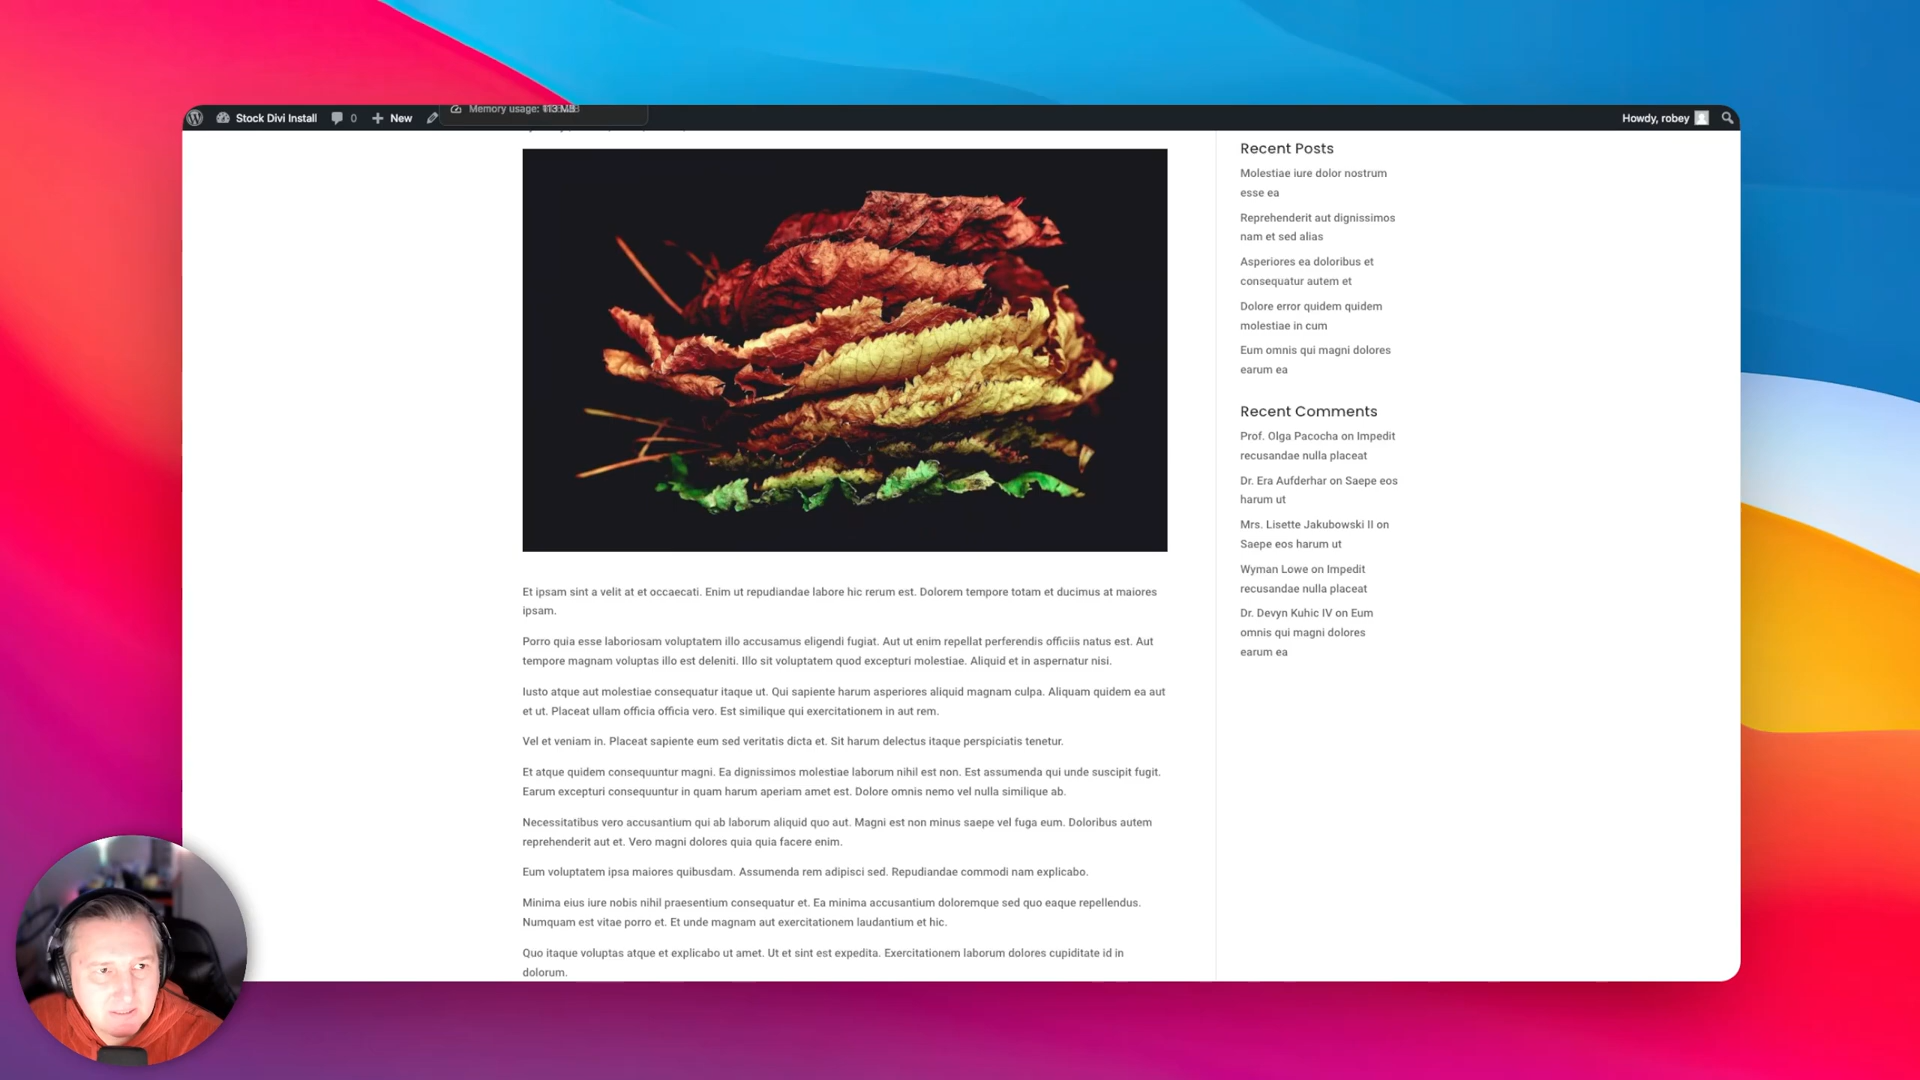 Memory usage:
Stock Divi Install 0 New
Howdy, robey
Recent Posts
Molestiae iure dolor nostrum
esse ea
Reprehenderit aut dignissimos
nam et sed alias
Asperiores ea doloribus et
consequatur autem et
Dolore error quidem quidem
molestiae in cum
Eum omnis qui magni dolores
earum ea
Recent Comments
Prof. Olga Pacocha on Impedit
recusandae nulla placeat
Dr. Era Aufderhar on Saepe eos
harum ut
Mrs. Lisette Jakubowski II on
Saepe eos harum ut
Wyman Lowe on Impedit
recusandae nulla placeat
Dr. Devyn Kuhic IV on Eum
omnis qui magni dolores
earum ea
Et ipsam sint a velit at et occaecati. Enim ut repudiandae labore hic rerum est. Dolorem tempore totam et ducimus at maiores
ipsam.
Porro quia esse laboriosam voluptatem illo accusamus eligendi fugiat. Aut ut enim repellat perferendis officiis natus est. Aut
tempore magnam voluptas illo est deleniti. Illo sit voluptatem quod excepturi molestiae. Aliquid et in aspernatur nisi.
Iusto atque aut molestiae consequatur itaque ut. Qui sapiente harum asperiores aliquid magnam culpa. Aliquam quidem ea aut
et ut. Placeat ullam officia officia vero. Est similique qui exercitationem in aut rem.
Vel et veniam in. Placeat sapiente eum sed veritatis dicta et. Sit harum delectus itaque perspiciatis tenetur.
Et atque quidem consequuntur magni. Ea dignissimos molestiae laborum nihil est non. Est assumenda qui unde suscipit fugit.
Earum excepturi consequuntur in quam harum aperiam amet est. Dolore omnis nemo vel nulla similique ab.
Necessitatibus vero accusantium qui ab laborum aliquid quo aut. Magni est non minus saepe vel fuga eum. Doloribus autem
reprehenderit aut et. Vero magni dolores quia quia facere enim.
Eum voluptatem ipsa maiores quibusdam. Assumenda rem adipisci sed. Repudiandae commodi nam explicabo.
Minima eius iure nobis nihil praesentium consequatur et. Ea minima accusantium doloremque sed quo eaque repellendus.
Numquam est vitae porro et. Et unde magnam aut exercitationem laudantium et hic.
Quo itaque voluptas atque et explicabo ut amet. Ut et sint est expedita. Exercitationem laborum dolores cupiditate id in
dolorum.